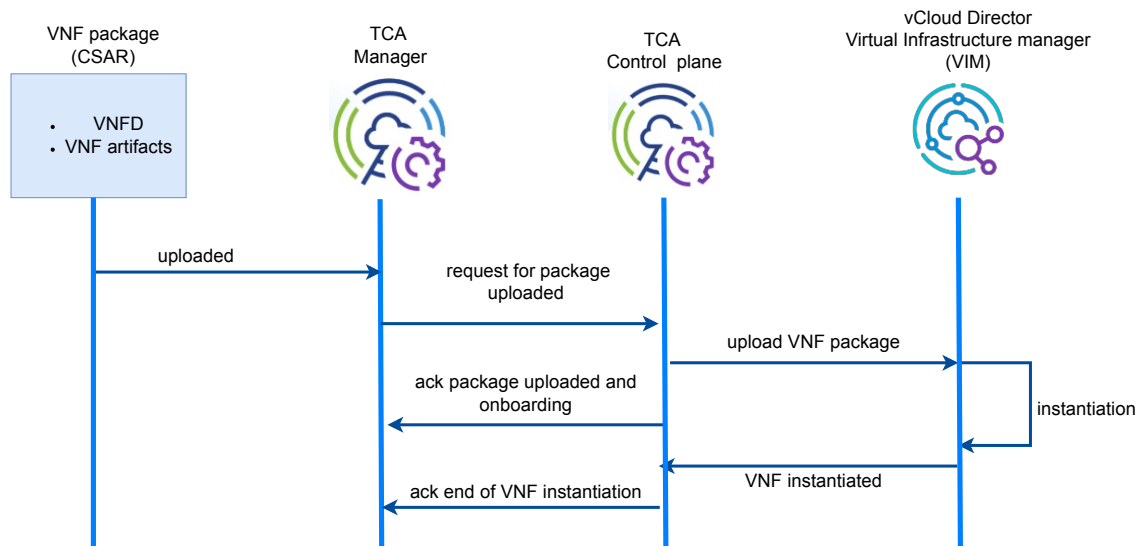 VNF package
(CSAR)
TCA
Manager
TCA
Control plane
vCloud Director
Virtual Infrastructure manager
(VIM)
• VNFD
• VNF artifacts
uploaded
request for package
uploaded
upload VNF package
ack package uploaded and
onboarding
instantiation
VNF instantiated
ack end of VNF instantiation